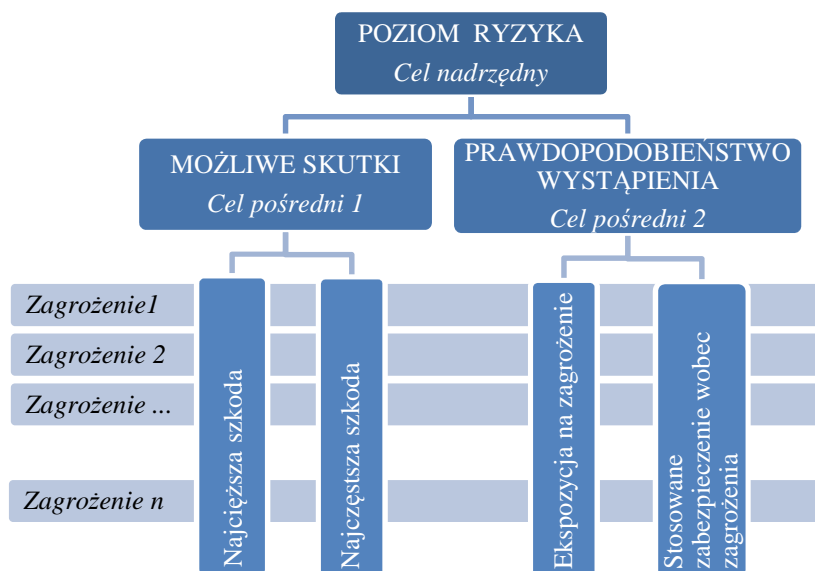 POZIOM RYZYKA
Cel nadrzędny
MOŻLIWE SKUTKI
Cel pośredni 1
PRAWDOPODOBIEŃSTWO
WYSTĄPIENIA
Cel pośredni 2
Zagrożenie1
Zagrożenie 2
Zagrożenie ...
Zagrożenie n
Najcięższa szkoda
Najczęstsza szkoda
Ekspozycja na zagrożenie
Stosowane
zabezpieczenie wobec
zagrożenia